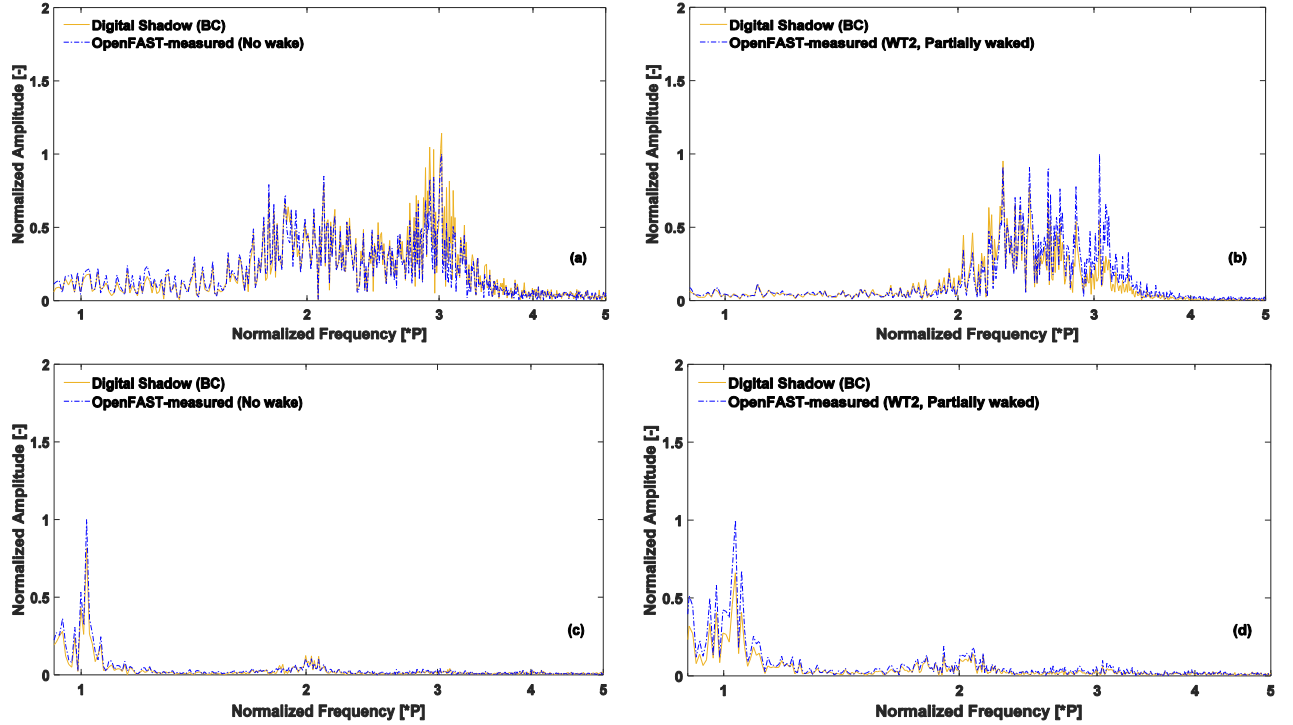 Digital Shadow (BC)
OpenFAST-measured (No wake)
Normalized Amplitude [-]
2
1.5
1
0.5
0
(a)
1 2 3 4 5
Normalized Frequency [*P]
Digital Shadow (BC)
OpenFAST-measured (WT2, Partially waked)
Normalized Amplitude [-]
2
1.5
1
0.5
0
(b)
1 2 3 4 5
Normalized Frequency [*P]
Digital Shadow (BC)
OpenFAST-measured (No wake)
Normalized Amplitude [-]
2
1.5
1
0.5
0
(c)
1 2 3 4 5
Normalized Frequency [*P]
Digital Shadow (BC)
OpenFAST-measured (WT2, Partially waked)
Normalized Amplitude [-]
2
1.5
1
0.5
0
(d)
1 2 3 4 5
Normalized Frequency [*P]